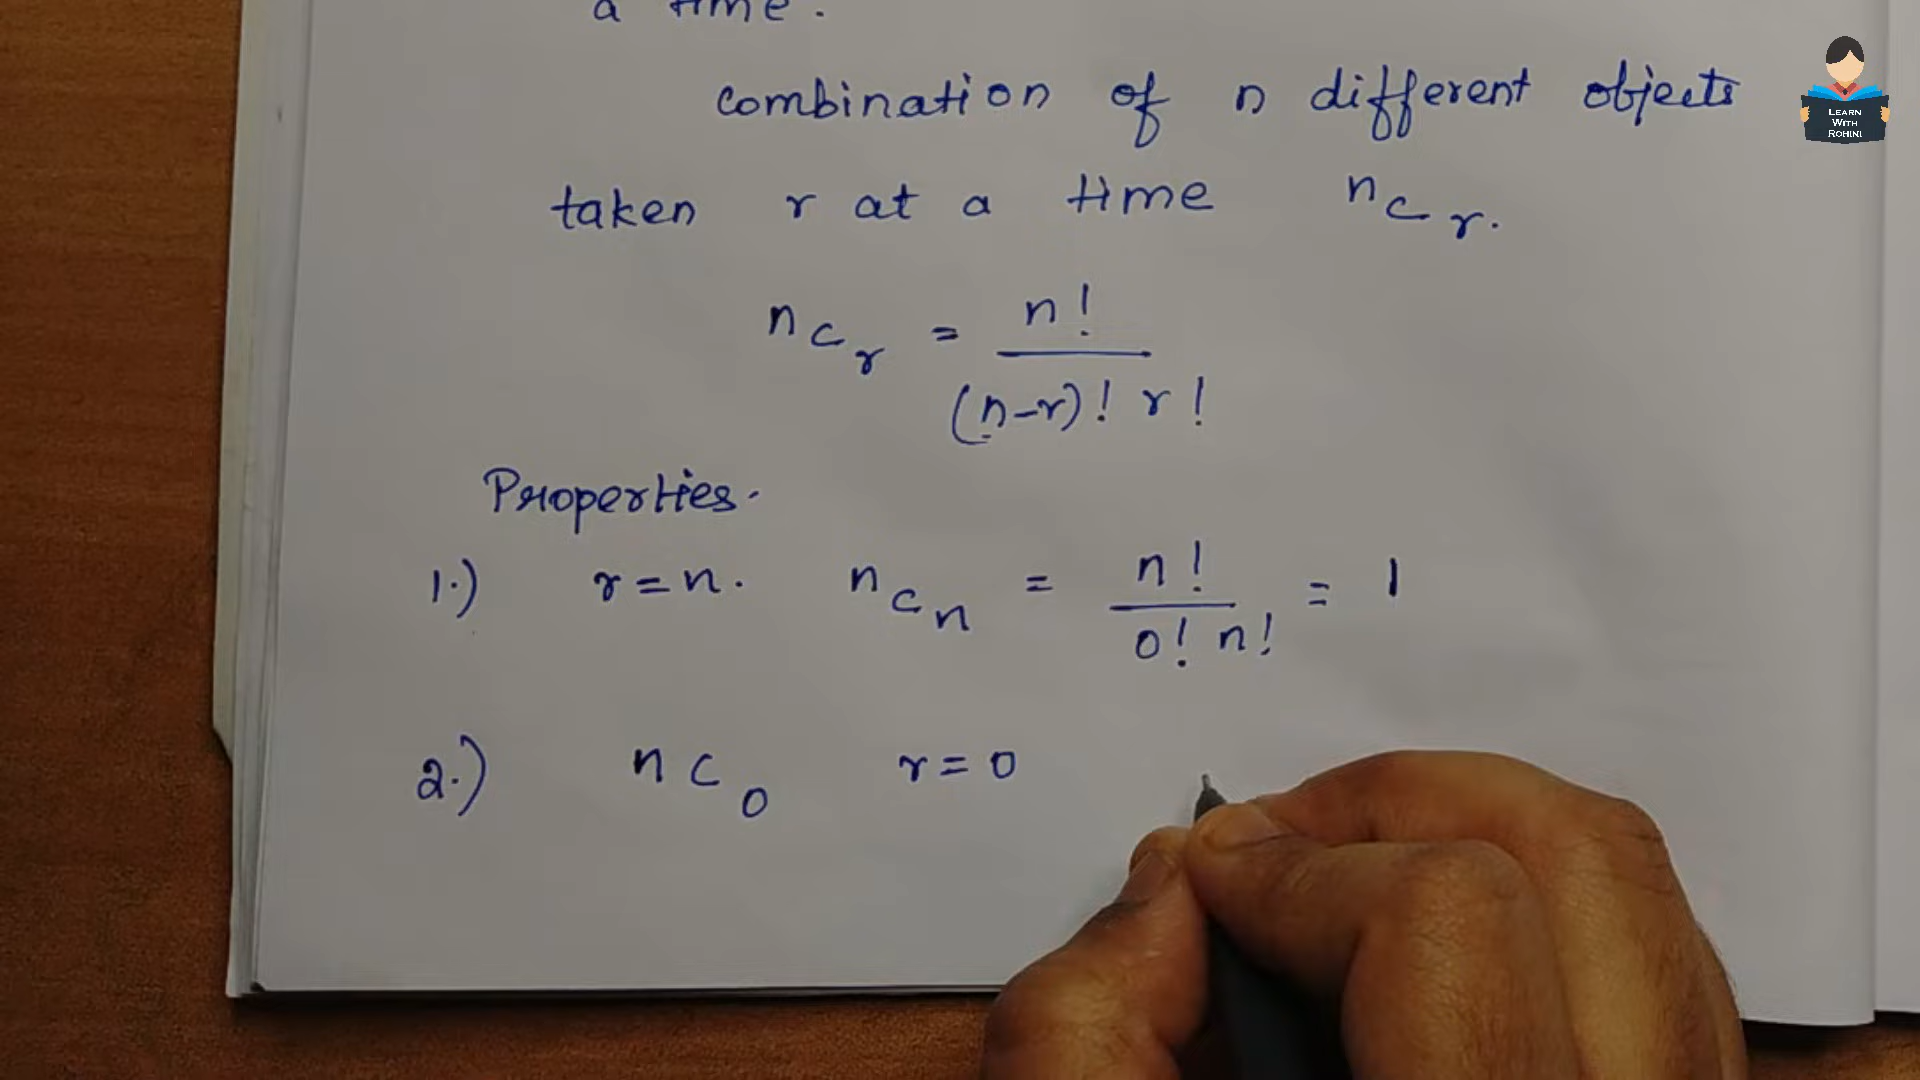 a time.
combination of n different objects
taken r at a time nCr.
nCr = n! / (n-r)! r!
Properties.
1.) r=n. nCn = n! / 0! n! = 1
2.) nC0 r=0
LEARN
WITH
ROHINI